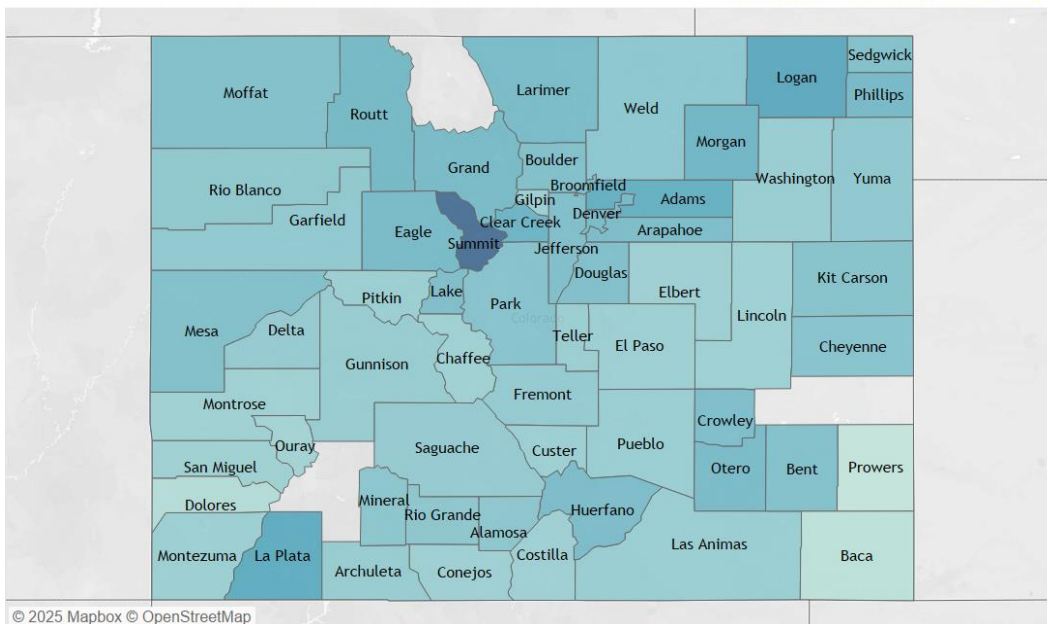 Moffat
Routt
Larimer
Weld
Logan
Sedgwick
Phillips
Morgan
Rio Blanco
Grand
Boulder
Washington
Yuma
Garfield
Eagle
Summit
Gilpin
Clear Creek
Broomfield
Denver
Adams
Arapahoe
Jefferson
Douglas
Elbert
Kit Carson
Mesa
Delta
Pitkin
Lake
Park
Colorado
Teller
El Paso
Lincoln
Cheyenne
Gunnison
Chaffee
Fremont
Montrose
Ouray
Saguache
Custer
Pueblo
Crowley
Otero
Bent
Prowers
San Miguel
Dolores
Mineral
Rio Grande
Alamosa
Huerfano
Las Animas
Baca
Montezuma
La Plata
Archuleta
Conejos
Costilla
© 2025 Mapbox © OpenStreetMap